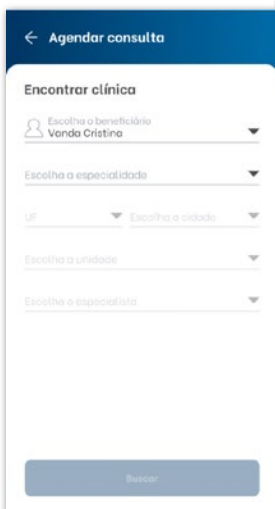 Agendar consulta
Encontrar clínica
Escolha o beneficiário
Vanda Cristina
Escolha a especialidade
UF Escolha a cidade
Escolha a unidade
Escolha o especialista
Buscar